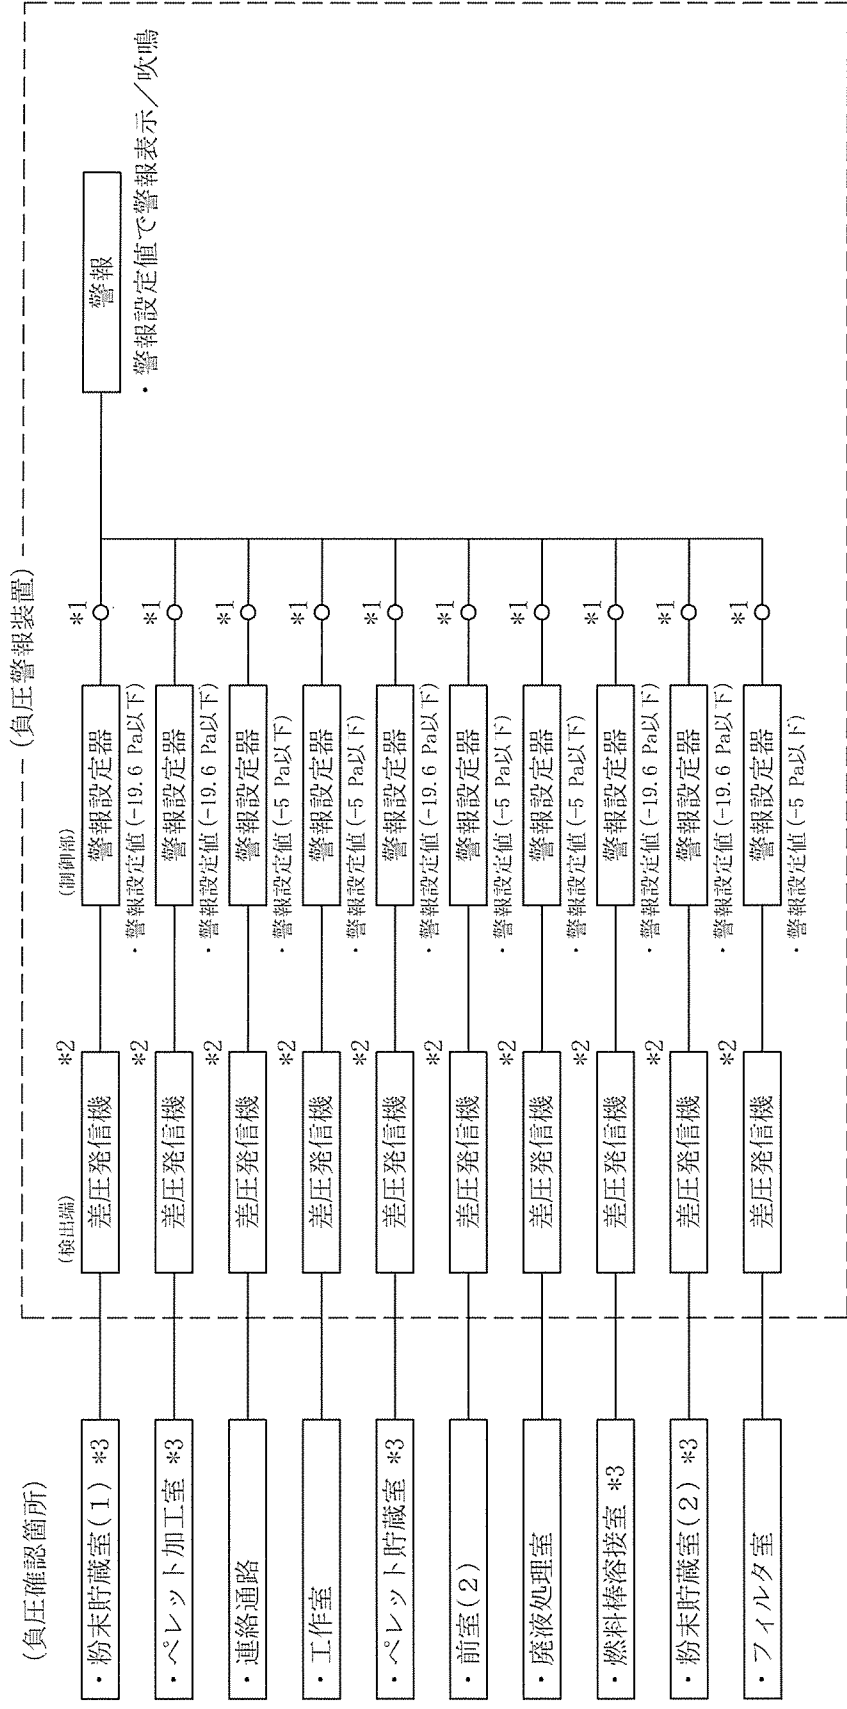 (負圧警報装置)
(負圧確認箇所)
(検出端) *2 (制御部) *1
・粉末貯蔵室(1) *3 差圧発信機 警報設定器 警報
・警報設定値(-19.6 Pa以下) ・警報設定値で警報表示／吹鳴
*2 *1
・ペレット加工室 *3 差圧発信機 警報設定器
・警報設定値(-19.6 Pa以下)
*2 *1
・連絡通路 差圧発信機 警報設定器
・警報設定値(-5 Pa以下)
*2 *1
・工作室 差圧発信機 警報設定器
・警報設定値(-5 Pa以下)
*2 *1
・ペレット貯蔵室 *3 差圧発信機 警報設定器
・警報設定値(-19.6 Pa以下)
*2 *1
・前室(2) 差圧発信機 警報設定器
・警報設定値(-5 Pa以下)
*2 *1
・廃液処理室 差圧発信機 警報設定器
・警報設定値(-5 Pa以下)
*2 *1
・燃料棒溶接室 *3 差圧発信機 警報設定器
・警報設定値(-19.6 Pa以下)
*2 *1
・粉末貯蔵室(2) *3 差圧発信機 警報設定器
・警報設定値(-19.6 Pa以下)
*2 *1
・フィルタ室 差圧発信機 警報設定器
・警報設定値(-5 Pa以下)